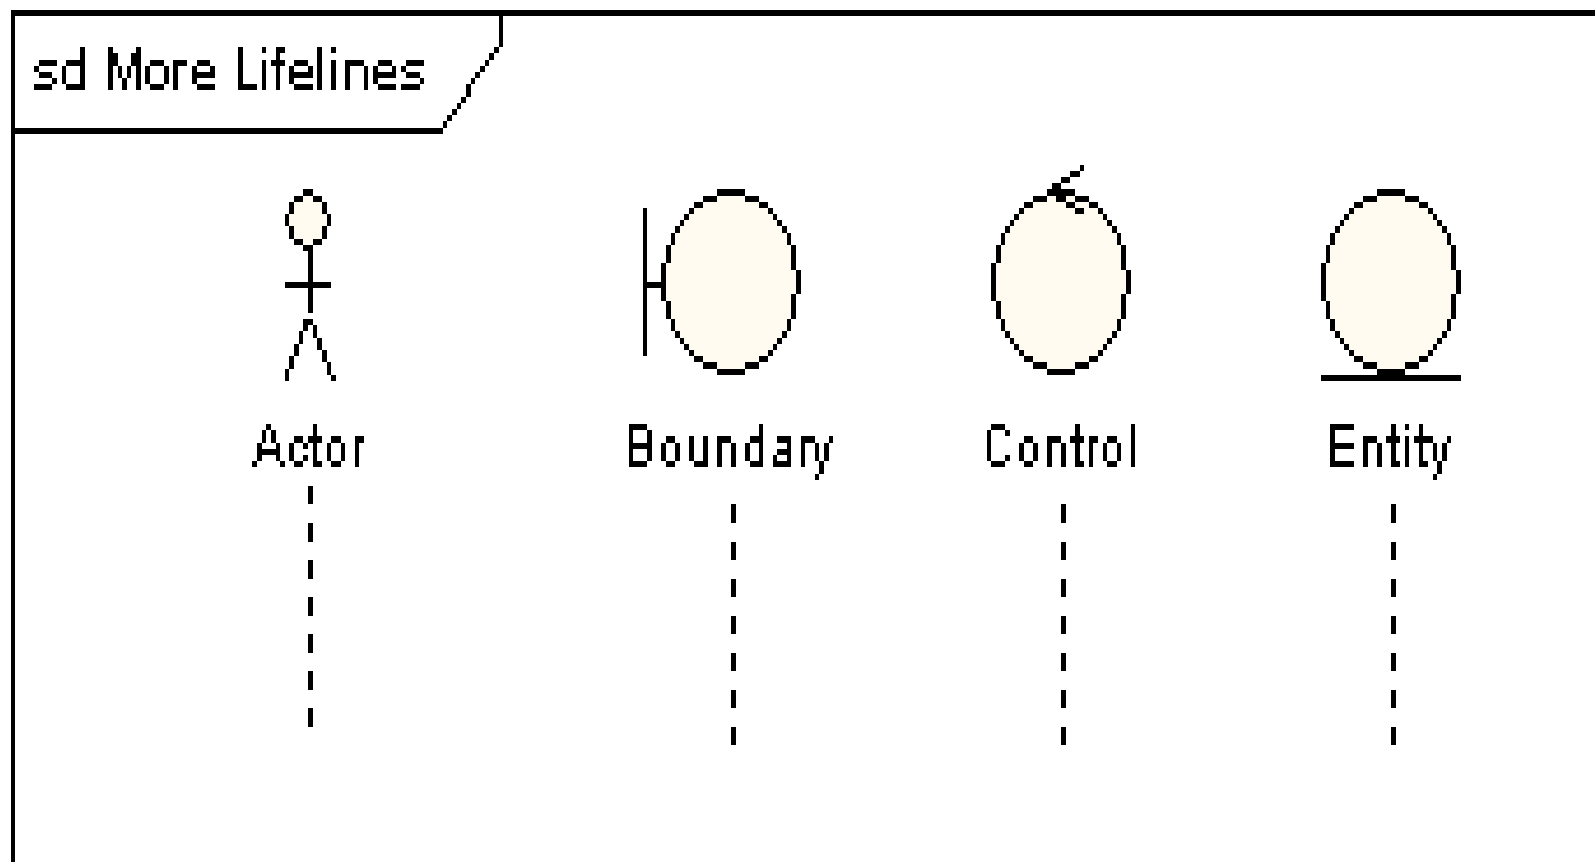 sd More Lifelines
Actor
Boundary
Control
Entity